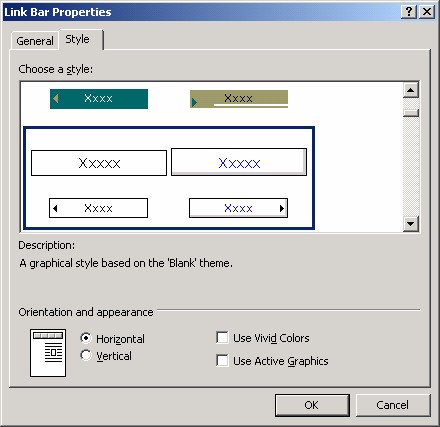 Link Bar Properties
General
Style
Choose a style:
Xxxx
Xxxx
Xxxxx
Xxxxx
Xxxx
Xxxx
Description:
A graphical style based on the 'Blank' theme.
Orientation and appearance
Horizontal
Vertical
Use Vivid Colors
Use Active Graphics
OK
Cancel